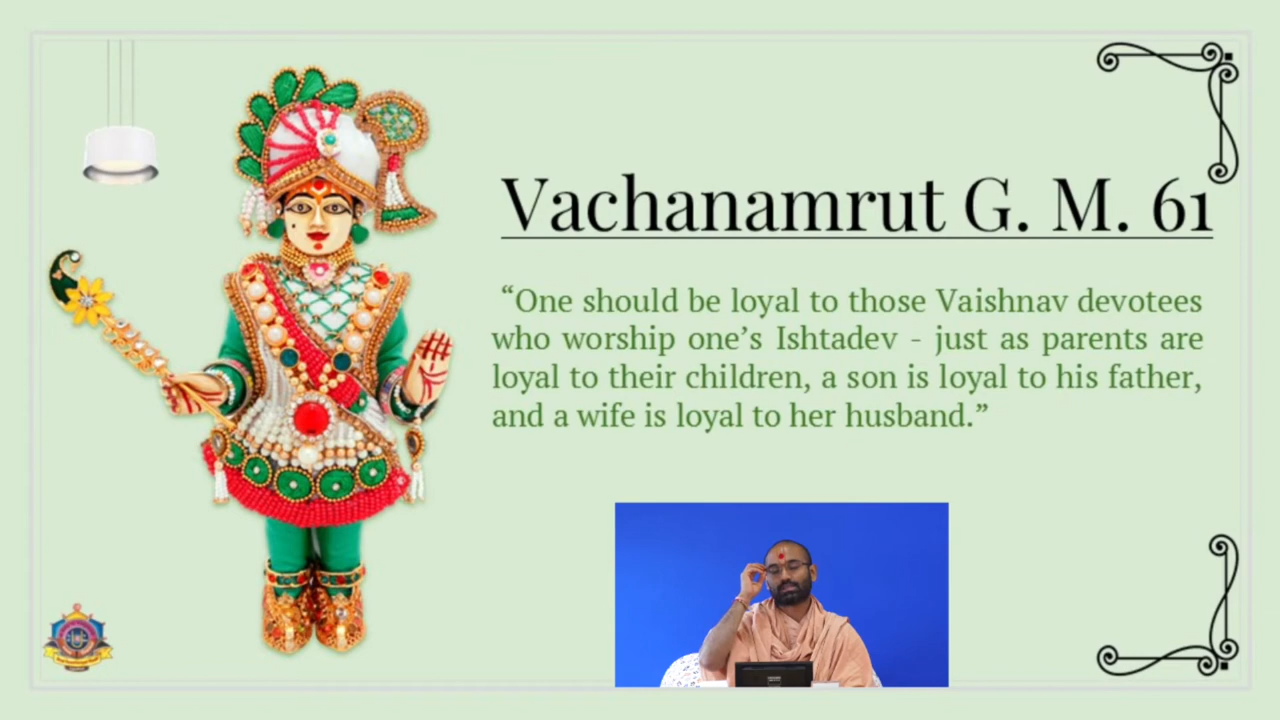 Vachanamrut G. M. 61
“One should be loyal to those Vaishnav devotees
who worship one’s Ishtadev - just as parents are
loyal to their children, a son is loyal to his father,
and a wife is loyal to her husband.”